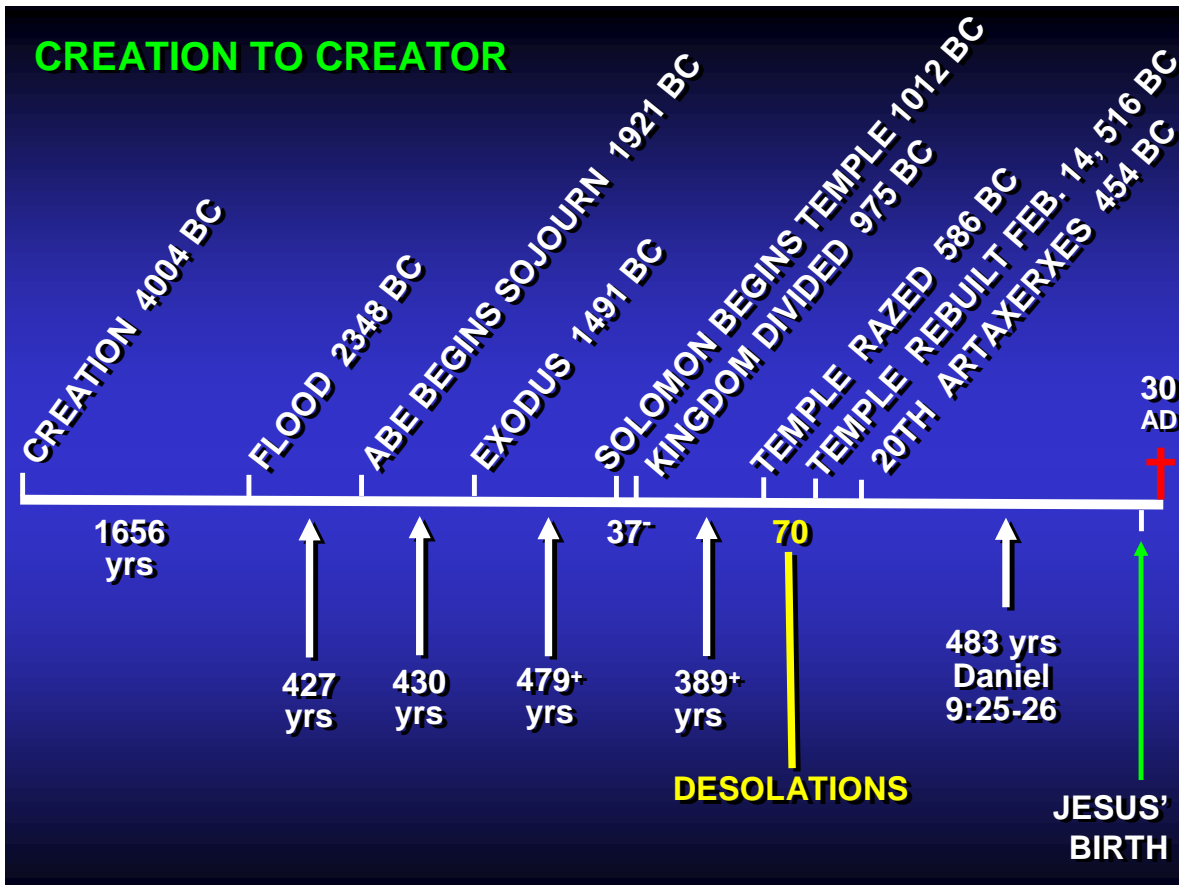 CREATION TO CREATOR
CREATION 4004 BC
FLOOD 2348 BC
ABE BEGINS SOJOURN 1921 BC
EXODUS 1491 BC
SOLOMON BEGINS TEMPLE 1012 BC
KINGDOM DIVIDED 975 BC
TEMPLE RAZED 586 BC
TEMPLE REBUILT FEB. 14, 516 BC
20TH ARTAXERXES 454 BC
30
AD
1656
yrs
427
yrs
430
yrs
479+
yrs
37-
389+
yrs
70
DESOLATIONS
483 yrs
Daniel
9:25-26
JESUS’
BIRTH